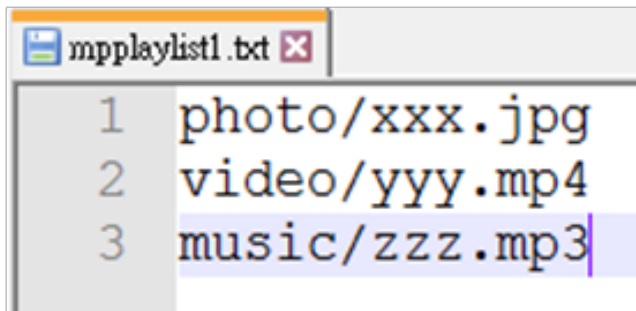 mpplaylist1.txt
1 photo/xxx.jpg
2 video/yyy.mp4
3 music/zzz.mp3